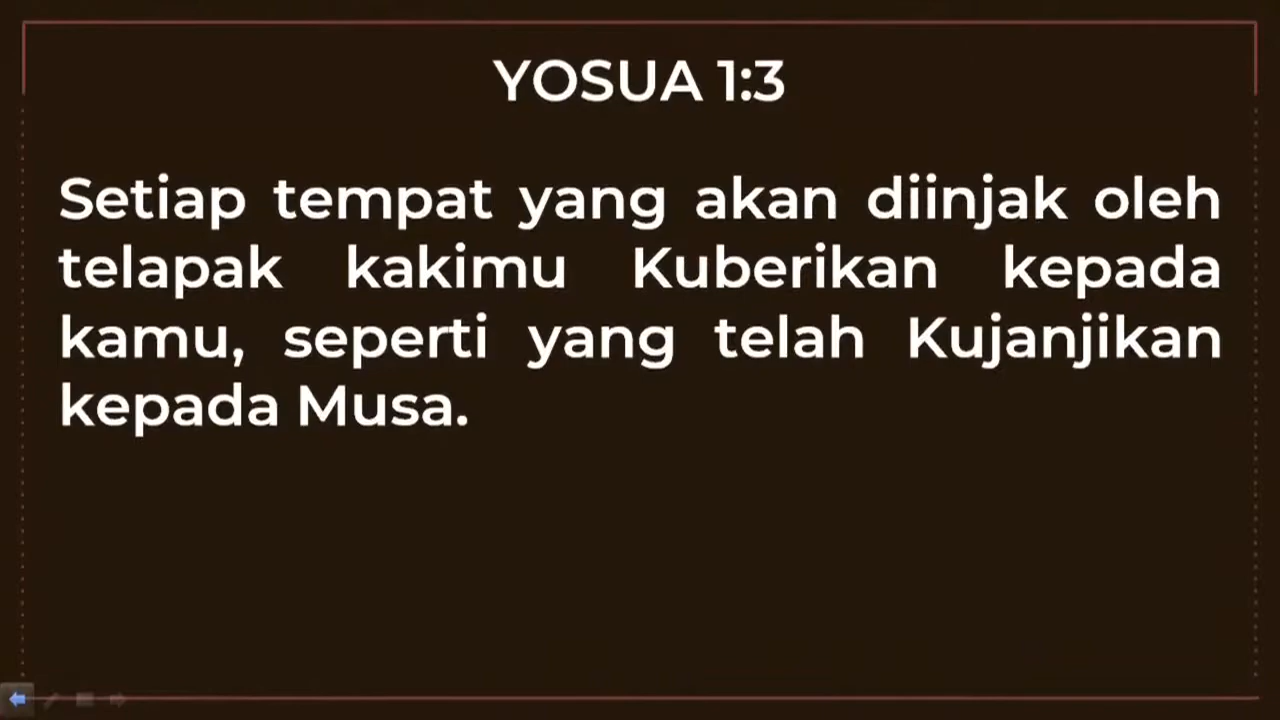 YOSUA 1:3
Setiap tempat yang akan diinjak oleh
telapak kakimu Kuberikan kepada
kamu, seperti yang telah Kujanjikan
kepada Musa.